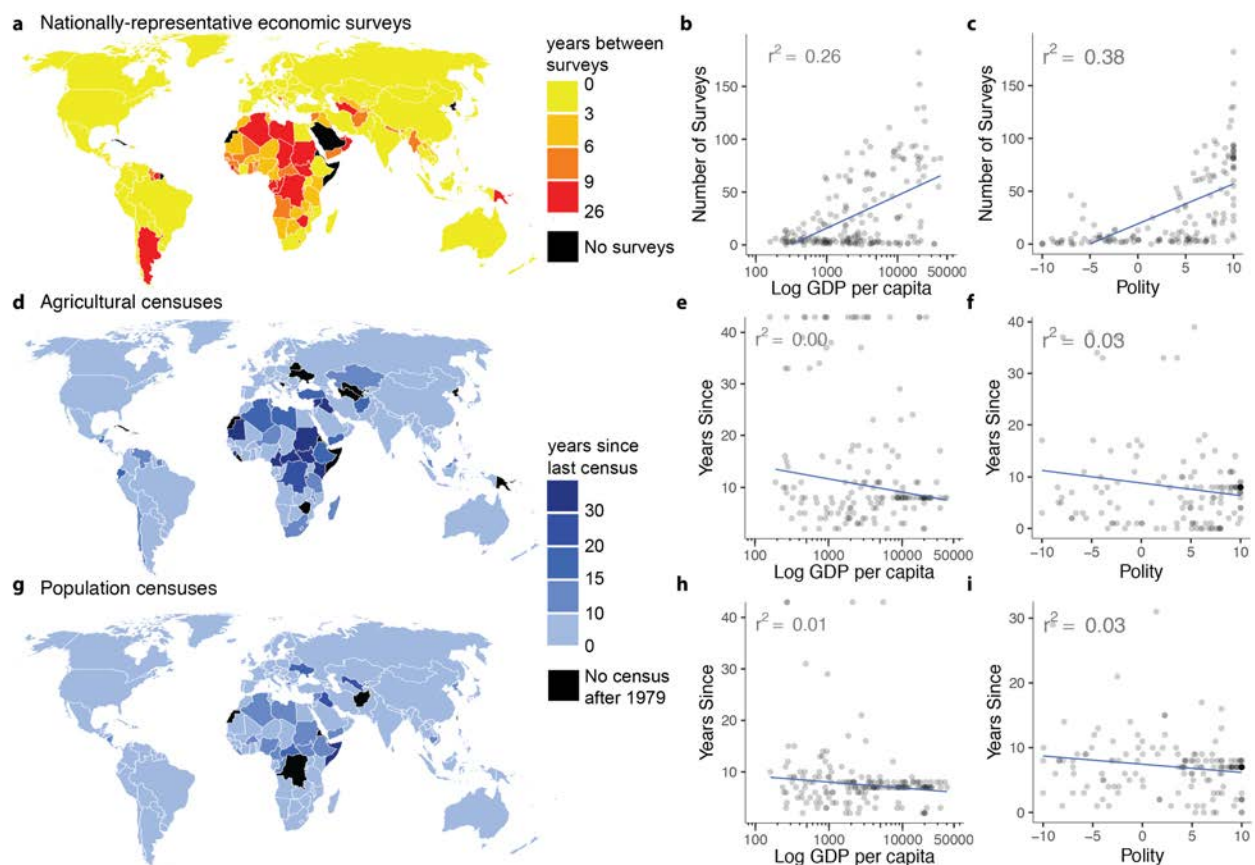 a Nationally-representative economic surveys
years between
surveys
0
3
6
9
26
No surveys
b
r² = 0.26
Number of Surveys
150
100
50
0
100
1000
10000
50000
Log GDP per capita
c
r² = 0.38
Number of Surveys
150
100
50
0
−10
−5
0
5
10
Polity
d Agricultural censuses
years since
last census
30
20
15
10
0
No census
after 1979
e
r² = 0.00
Years Since
40
30
20
10
100
1000
10000
50000
Log GDP per capita
f
r² = 0.03
Years Since
40
30
20
10
0
−10
−5
0
5
10
Polity
g Population censuses
h
r² = 0.01
Years Since
40
30
20
10
100
1000
10000
50000
Log GDP per capita
i
r² = 0.03
Years Since
30
20
10
0
−10
−5
0
5
10
Polity